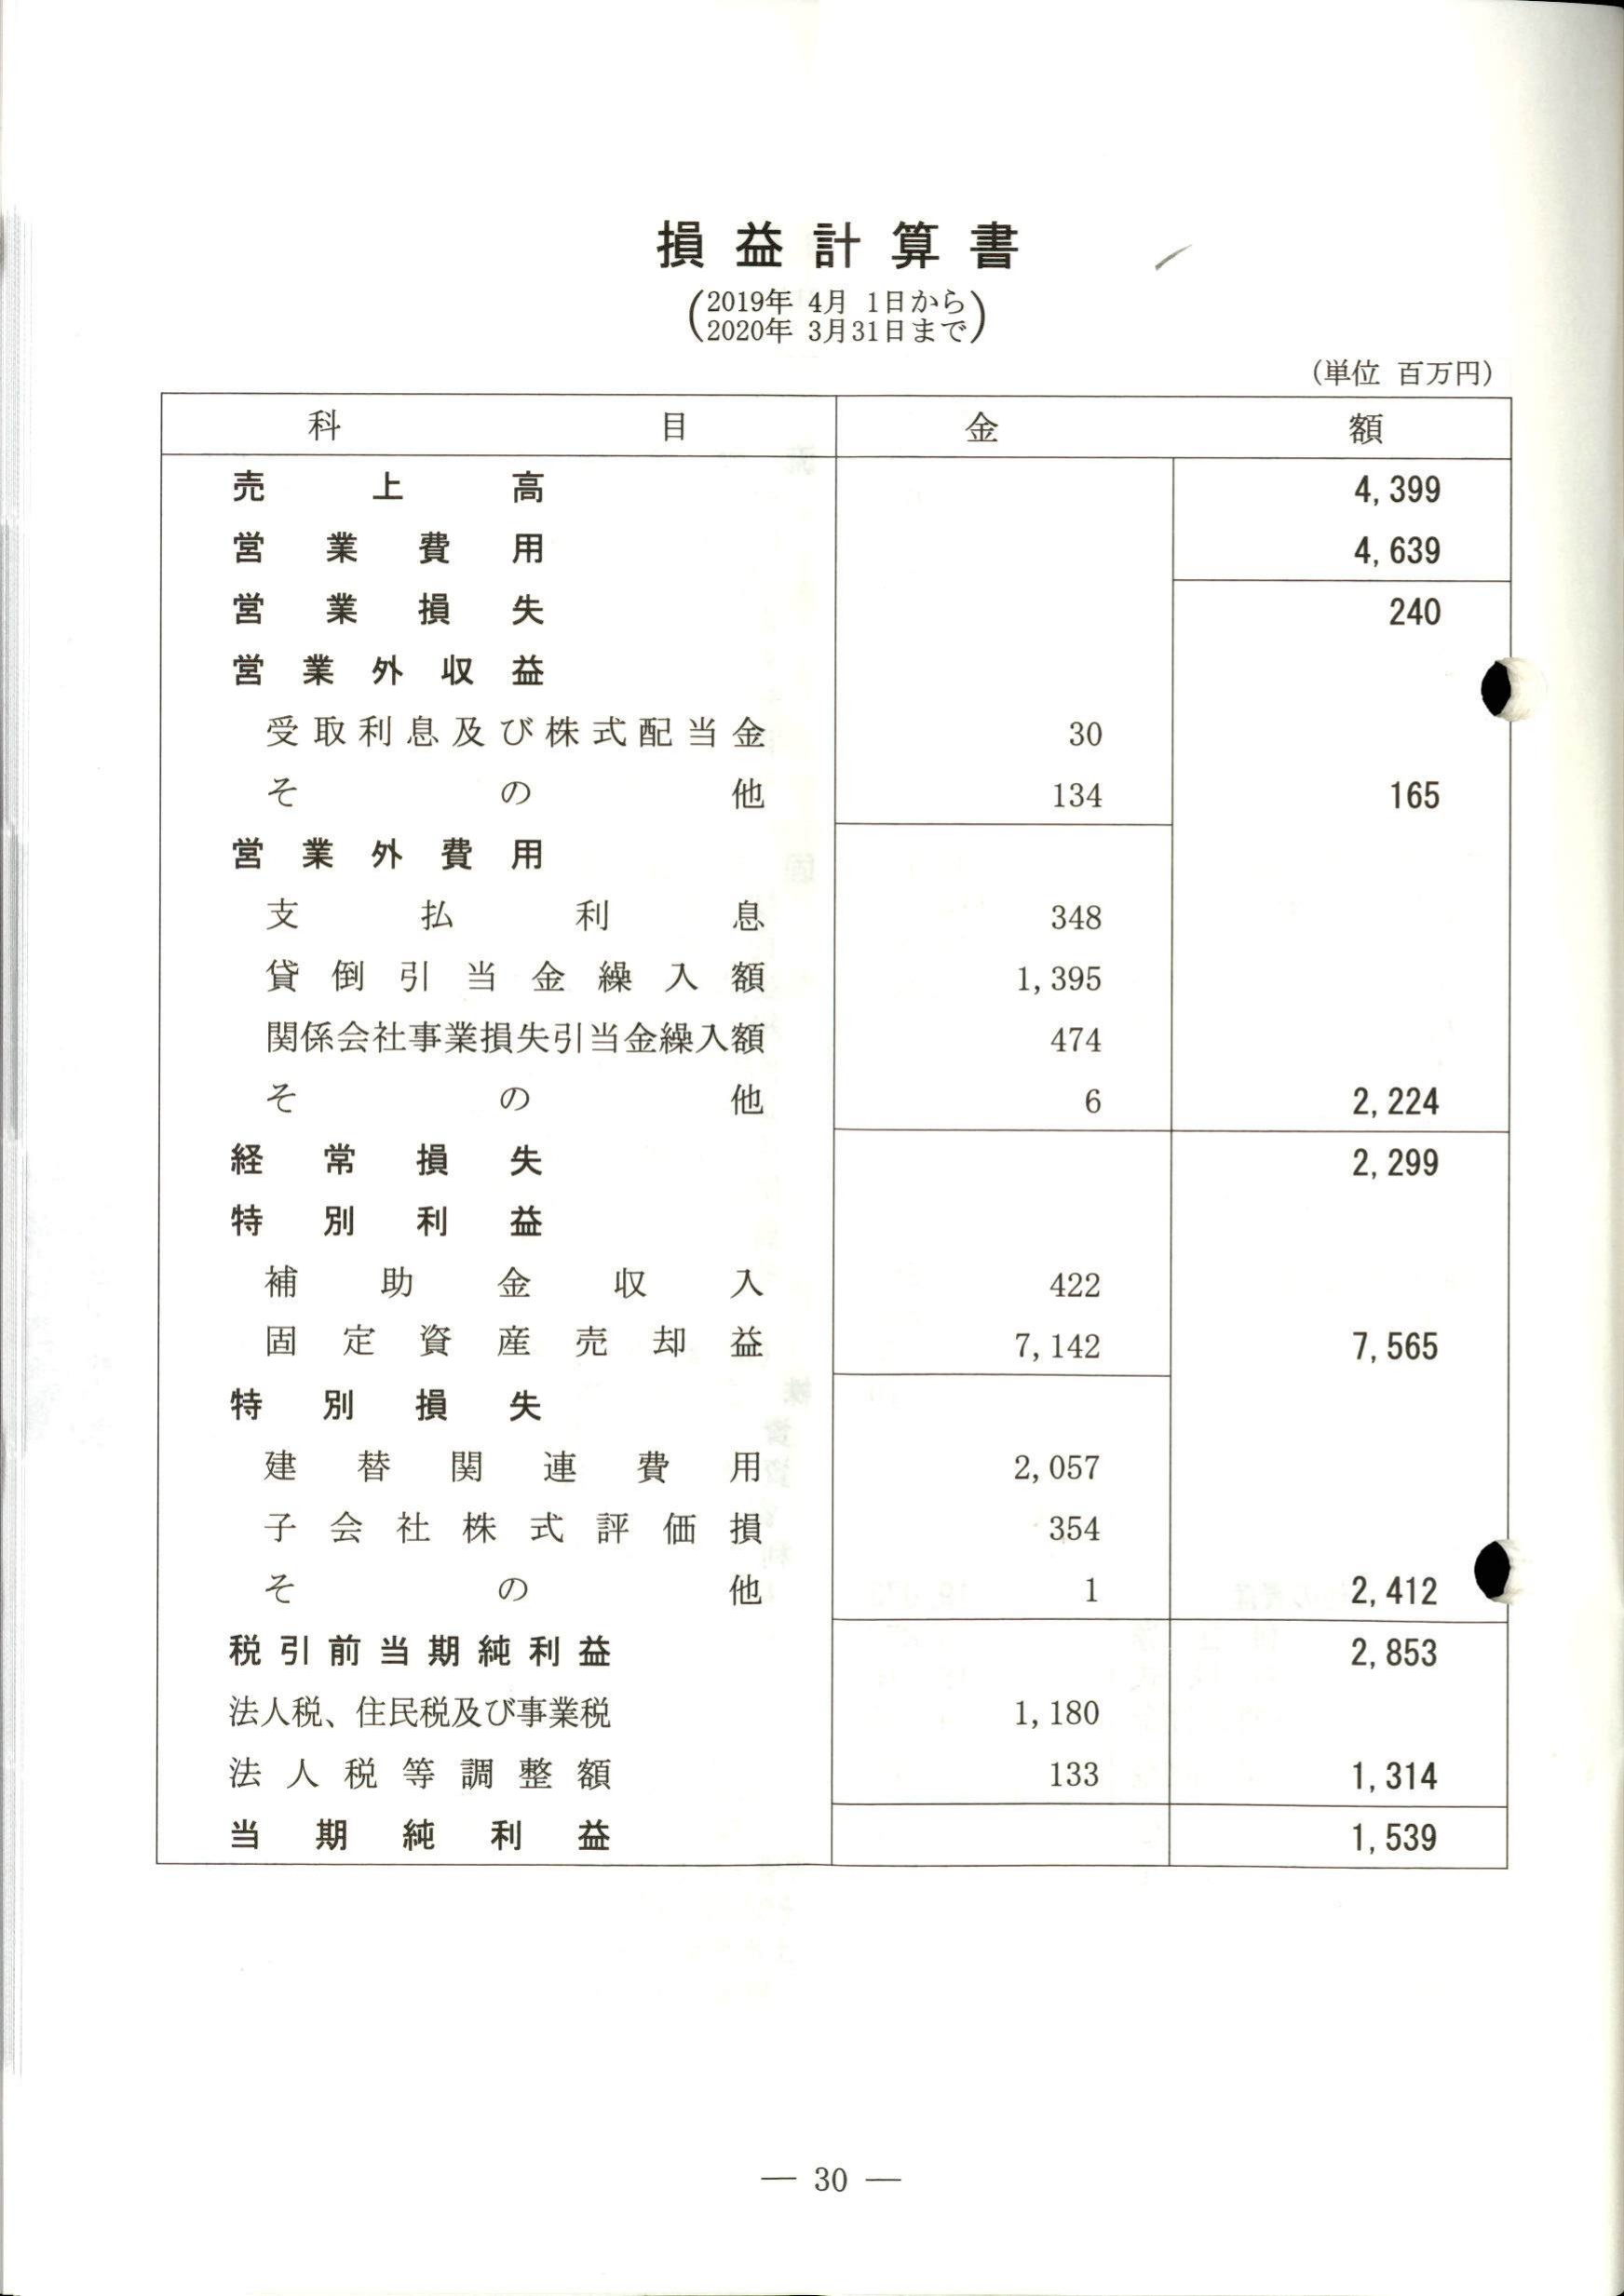 損益計算書
(2019年 4月 1日から
2020年 3月31日まで)
(単位 百万円)
科目 金額
売上高 4,399
営業費用 4,639
営業損失 240
営業外収益
受取利息及び株式配当金 30
その他 134 165
営業外費用
支払利息 348
貸倒引当金繰入額 1,395
関係会社事業損失引当金繰入額 474
その他 6 2,224
経常損失 2,299
特別利益
補助金収入 422
固定資産売却益 7,142 7,565
特別損失
建替関連費用 2,057
子会社株式評価損 354
その他 1 2,412
税引前当期純利益 2,853
法人税、住民税及び事業税 1,180
法人税等調整額 133 1,314
当期純利益 1,539
— 30 —